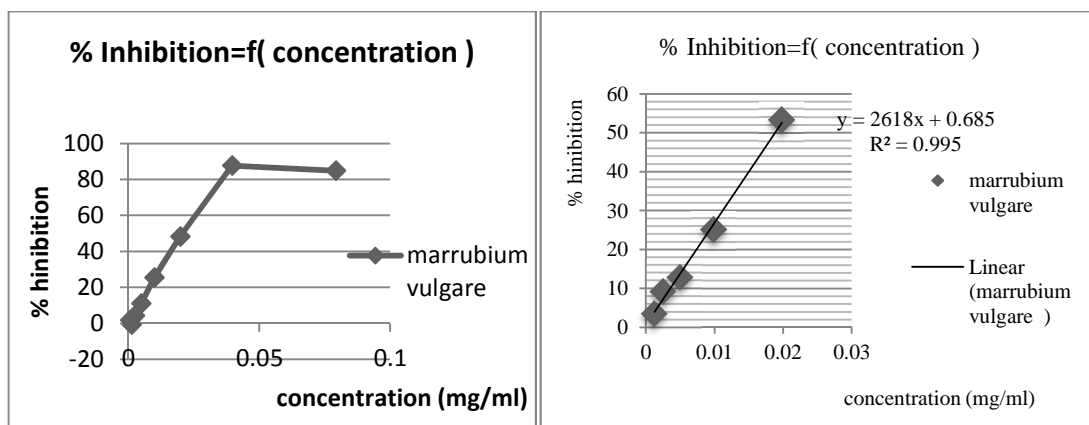 % Inhibition=f( concentration )
% hinibition
100
80
60
40
20
0
-20
0
0.05
0.1
marrubium
vulgare
concentration (mg/ml)
% Inhibition=f( concentration )
% hinibition
60
50
40
30
20
10
0
0
0.01
0.02
0.03
y = 2618x + 0.685
R² = 0.995
marrubium
vulgare
Linear
(marrubium
vulgare )
concentration (mg/ml)